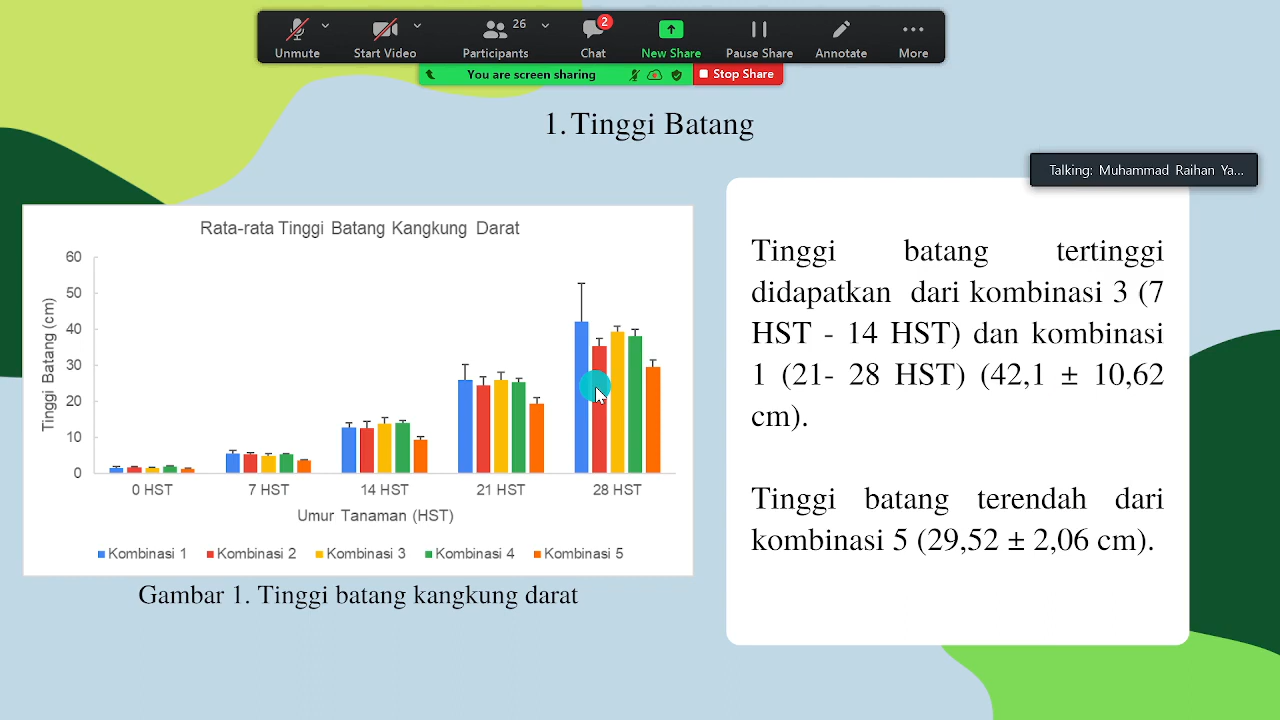 Unmute
Start Video
Participants
26
Chat
2
New Share
Pause Share
Annotate
More
You are screen sharing
Stop Share
1. Tinggi Batang
Talking: Muhammad Raihan Ya...
Rata-rata Tinggi Batang Kangkung Darat
Tinggi Batang (cm)
60
50
40
30
20
10
0
0 HST
7 HST
14 HST
21 HST
28 HST
Umur Tanaman (HST)
Kombinasi 1
Kombinasi 2
Kombinasi 3
Kombinasi 4
Kombinasi 5
Gambar 1. Tinggi batang kangkung darat
Tinggi batang tertinggi
didapatkan dari kombinasi 3 (7
HST - 14 HST) dan kombinasi
1 (21- 28 HST) (42,1 ± 10,62
cm).
Tinggi batang terendah dari
kombinasi 5 (29,52 ± 2,06 cm).